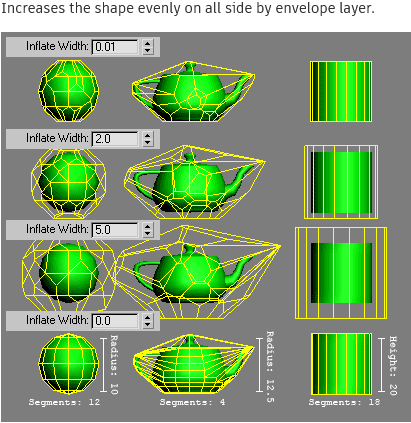 Increases the shape evenly on all side by envelope layer.
Inflate Width: 0.01
Inflate Width: 2.0
Inflate Width: 5.0
Inflate Width: 0.0
Radius: 10
Radius: 12.5
Height: 20
Segments: 12
Segments: 4
Segments: 18